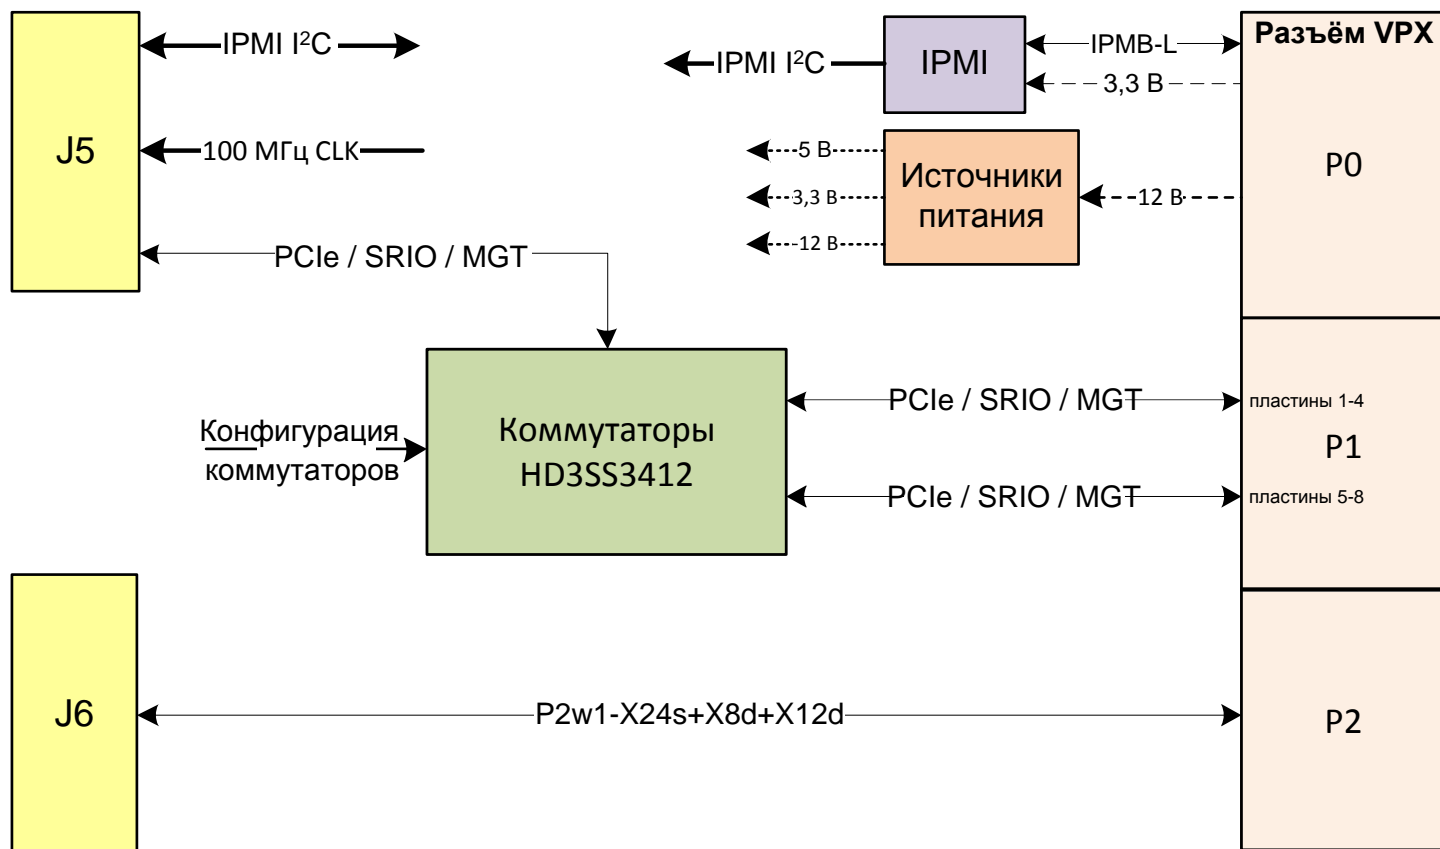 IPMI I²C
J5
100 МГц CLK
PCIe / SRIO / MGT
IPMI I²C
IPMI
IPMB-L
3,3 В
Разъём VPX
P0
5 В
3,3 В
-12 В
Источники
питания
12 В
Конфигурация
коммутаторов
Коммутаторы
HD3SS3412
PCIe / SRIO / MGT
пластины 1-4
P1
PCIe / SRIO / MGT
пластины 5-8
J6
P2w1-X24s+X8d+X12d
P2